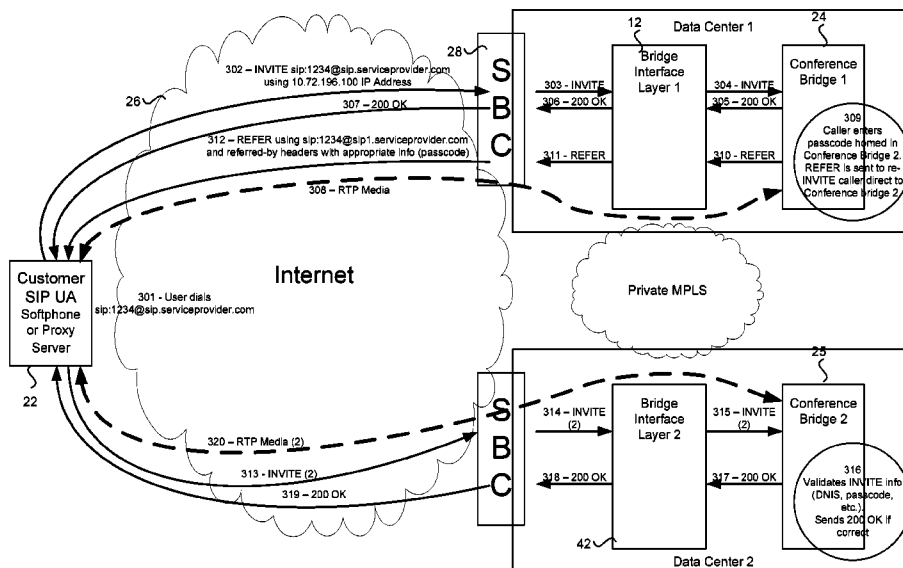 Data Center 1
28
12
24
26
302 – INVITE sip:1234@sip.serviceprovider.com
using 10.72.196.100 IP Address
307 – 200 OK
312 – REFER using sip:1234@sip1.serviceprovider.com
and referred-by headers with appropriate info (passcode)
308 – RTP Media
S
B
C
303 - INVITE
306 – 200 OK
311 - REFER
Bridge
Interface
Layer 1
304 – INVITE
305 – 200 OK
310 – REFER
Conference
Bridge 1
309
Caller enters
passcode homed in
Conference Bridge 2.
REFER is sent to re-
INVITE caller direct to
Conference bridge 2.
Internet
Private MPLS
Customer
SIP UA
Softphone
or Proxy
Server
22
301 - User dials
sip:1234@sip.serviceprovider.com
25
320 – RTP Media (2)
313 - INVITE (2)
319 – 200 OK
S
B
C
314 – INVITE
(2)
318 – 200 OK
Bridge
Interface
Layer 2
42
315 – INVITE
(2)
317 – 200 OK
Conference
Bridge 2
316
Validates INVITE info
(DNIS, passcode,
etc.).
Sends 200 OK if
correct
Data Center 2